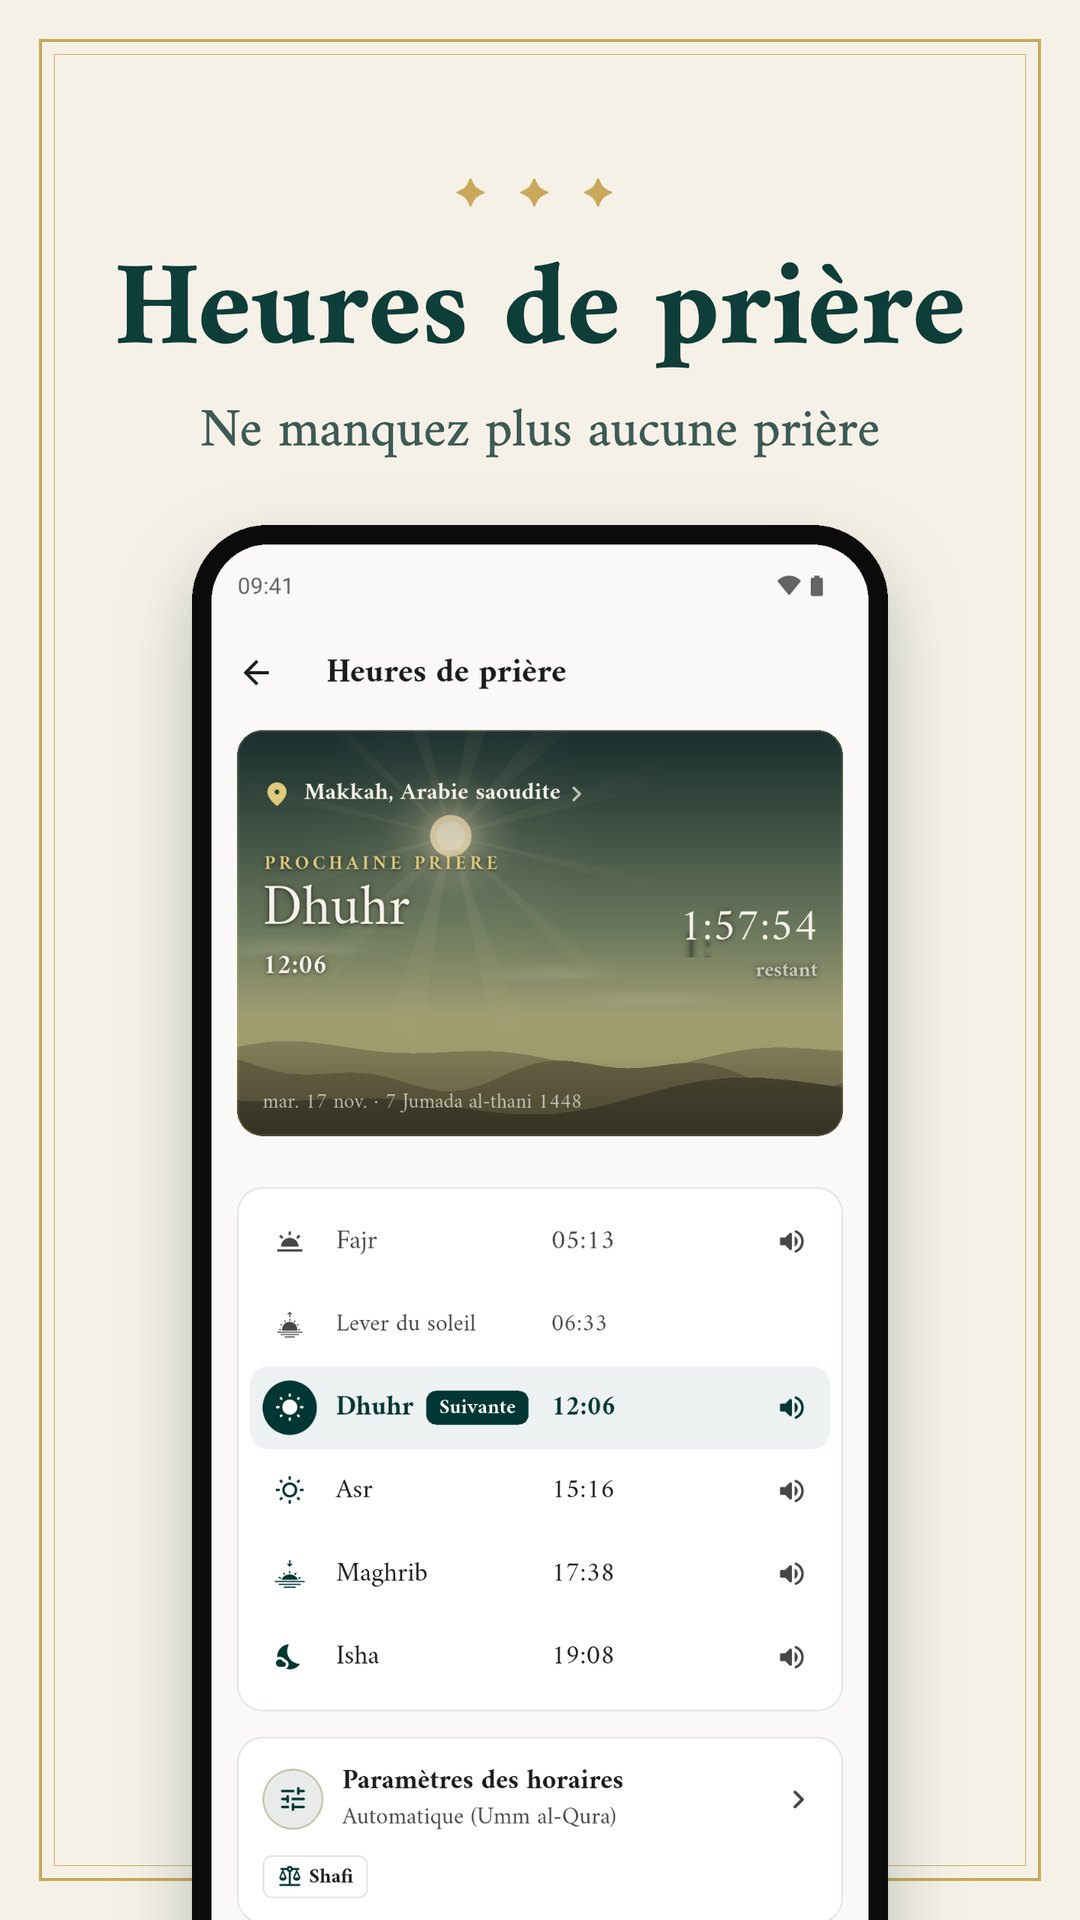 Heures de prière
Ne manquez plus aucune prière
09:41
Heures de prière
Makkah, Arabie saoudite
PROCHAINE PRIÈRE
Dhuhr
12:06
1:57:54
restant
mar. 17 nov. · 7 Jumada al-thani 1448
Fajr 05:13
Lever du soleil 06:33
Dhuhr Suivante 12:06
Asr 15:16
Maghrib 17:38
Isha 19:08
Paramètres des horaires
Automatique (Umm al-Qura)
Shafi